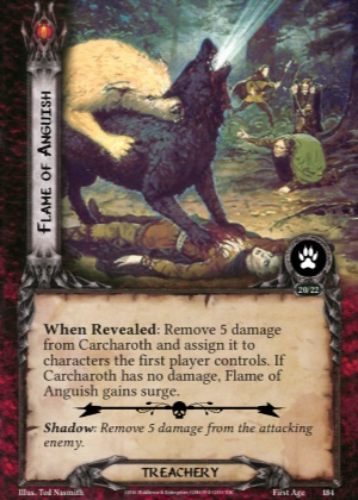 Flame of Anguish
20/22
When Revealed: Remove 5 damage
from Carcharoth and assign it to
characters the first player controls. If
Carcharoth has no damage, Flame of
Anguish gains surge.
Shadow: Remove 5 damage from the attacking
enemy.
TREACHERY
Illus. Ted Nasmith
First Age
184